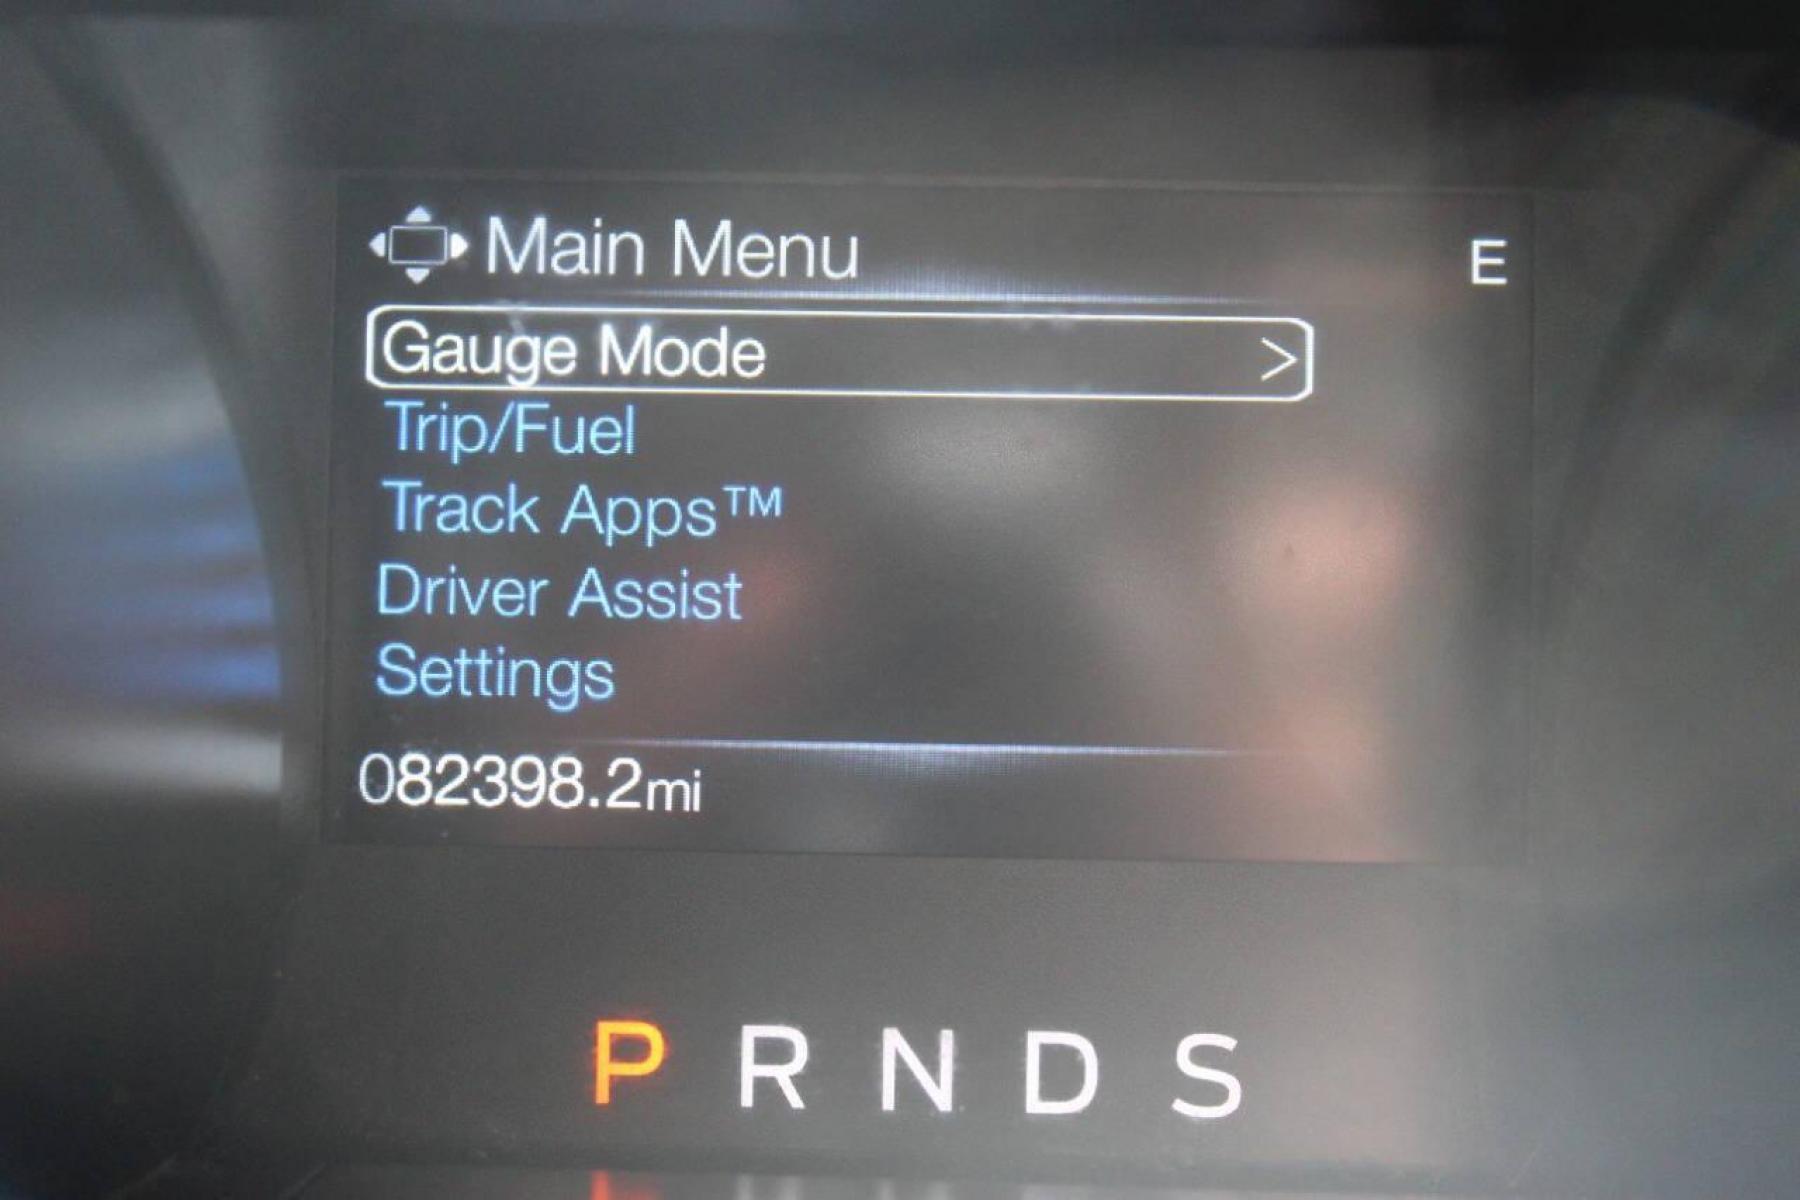 Main Menu
E
Gauge Mode >
Trip/Fuel
Track Apps™
Driver Assist
Settings
082398.2mi
P R N D S